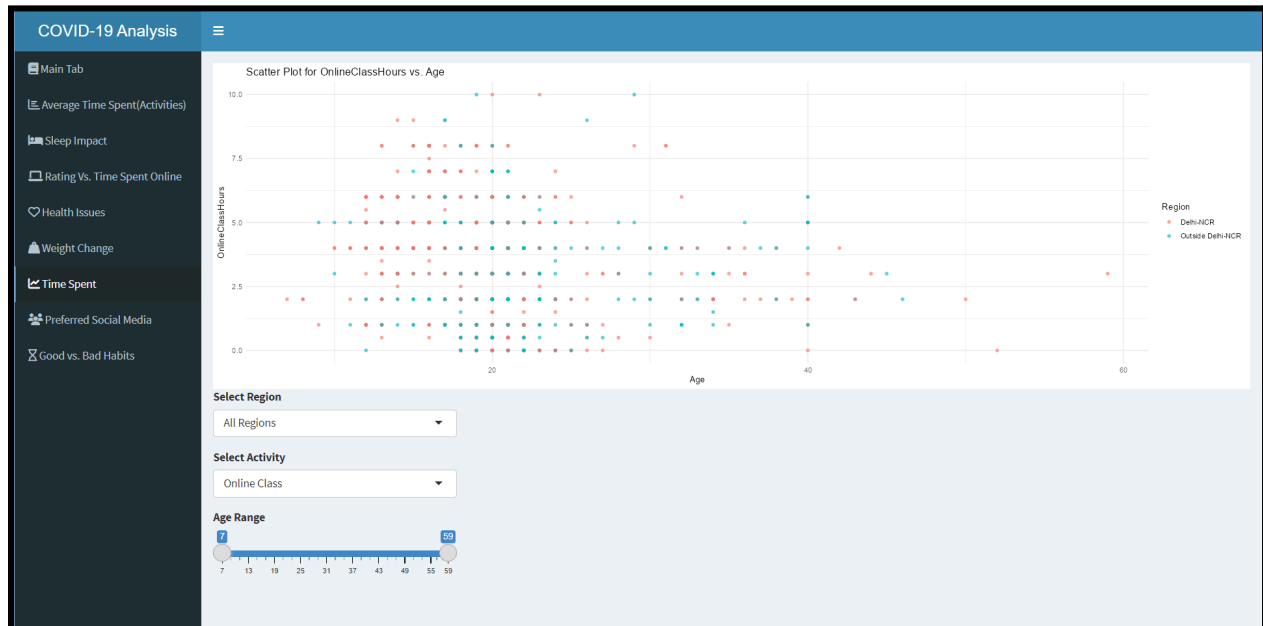 COVID-19 Analysis
Main Tab
Average Time Spent(Activities)
Sleep Impact
Rating Vs. Time Spent Online
Health Issues
Weight Change
Time Spent
Preferred Social Media
Good vs. Bad Habits
Scatter Plot for OnlineClassHours vs. Age
OnlineClassHours
10.0
7.5
5.0
2.5
0.0
20
40
60
Age
Region
Delhi-NCR
Outside Delhi-NCR
Select Region
All Regions
Select Activity
Online Class
Age Range
7 59
7 13 19 25 31 37 43 49 55 59